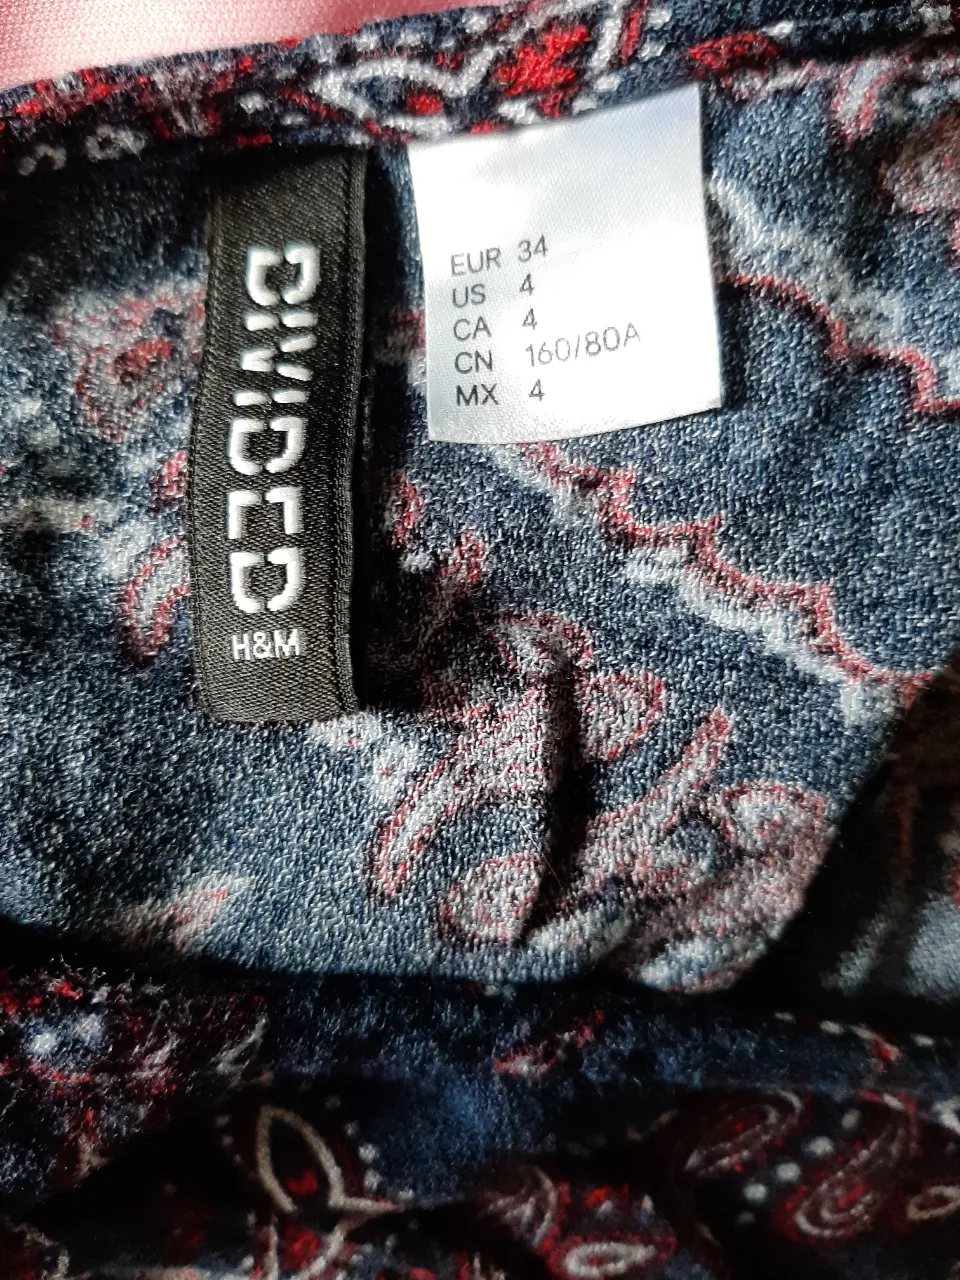 DIVIDED
H&M
EUR 34
US 4
CA 4
CN 160/80A
MX 4